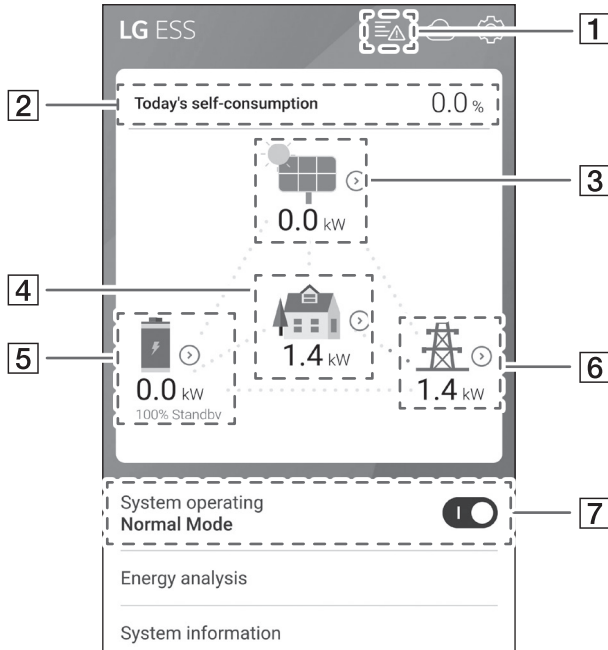 LG ESS
1
2
Today's self-consumption 0.0 %
3
0.0 kW
4
1.4 kW
5
0.0 kW
100% Standby
6
1.4 kW
System operating
Normal Mode
7
Energy analysis
System information